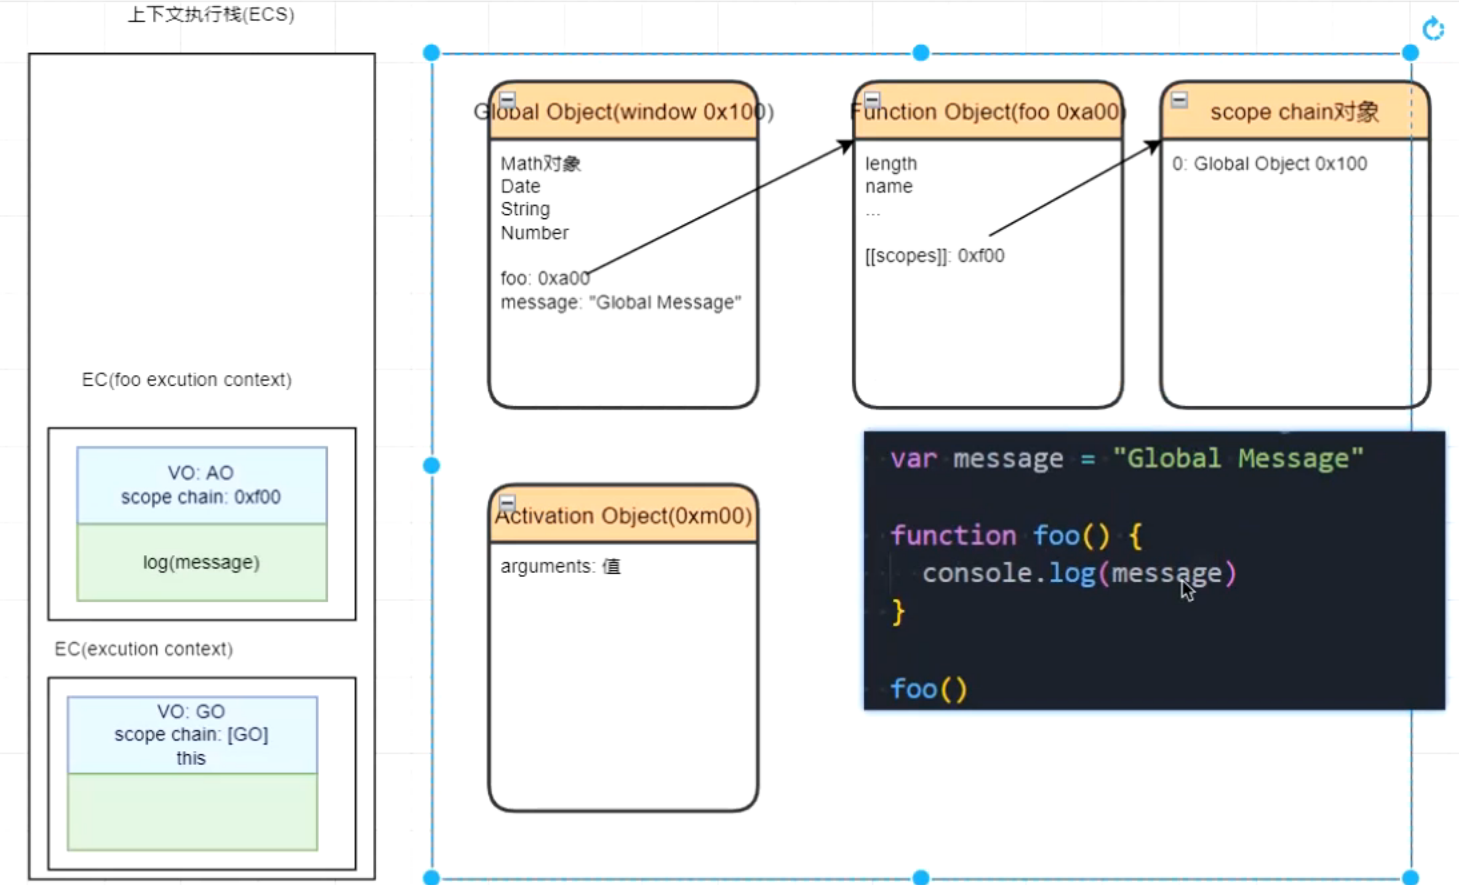 上下文执行栈(ECS)
EC(foo excution context)
VO: AO
scope chain: 0xf00
log(message)
EC(excution context)
VO: GO
scope chain: [GO]
this
Global Object(window 0x100)
Math对象
Date
String
Number
foo: 0xa00
message: "Global Message"
Function Object(foo 0xa00)
length
name
...
[[scopes]]: 0xf00
scope chain对象
0: Global Object 0x100
Activation Object(0xm00)
arguments: 值
var message = "Global Message"
function foo() {
console.log(message)
}
foo()